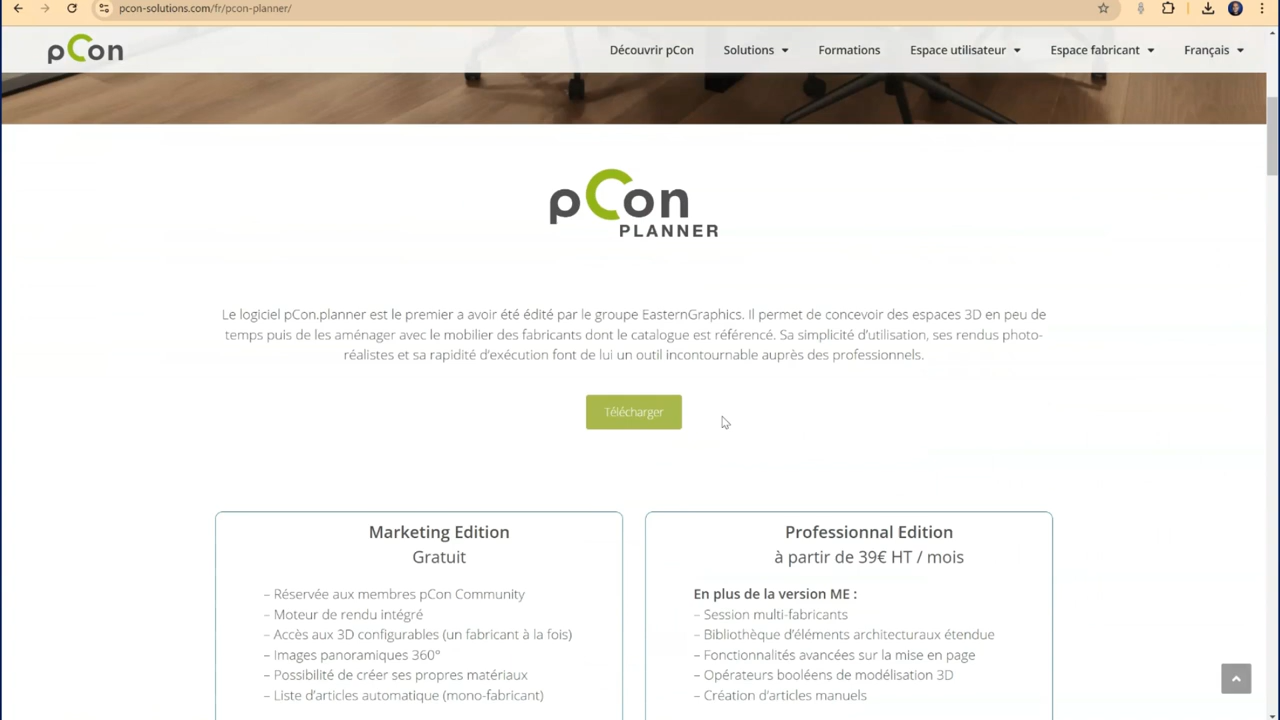 pcon-solutions.com/fr/pcon-planner/
pCon
Découvrir pCon
Solutions
Formations
Espace utilisateur
Espace fabricant
Français
pCon
PLANNER
Le logiciel pCon.planner est le premier a avoir été édité par le groupe EasternGraphics. Il permet de concevoir des espaces 3D en peu de
temps puis de les aménager avec le mobilier des fabricants dont le catalogue est référencé. Sa simplicité d'utilisation, ses rendus photo-
réalistes et sa rapidité d'exécution font de lui un outil incontournable auprès des professionnels.
Télécharger
Marketing Edition
Gratuit
– Réservée aux membres pCon Community
– Moteur de rendu intégré
– Accès aux 3D configurables (un fabricant à la fois)
– Images panoramiques 360°
– Possibilité de créer ses propres matériaux
– Liste d'articles automatique (mono-fabricant)
Professionnal Edition
à partir de 39€ HT / mois
En plus de la version ME :
– Session multi-fabricants
– Bibliothèque d'éléments architecturaux étendue
– Fonctionnalités avancées sur la mise en page
– Opérateurs booléens de modélisation 3D
– Création d'articles manuels